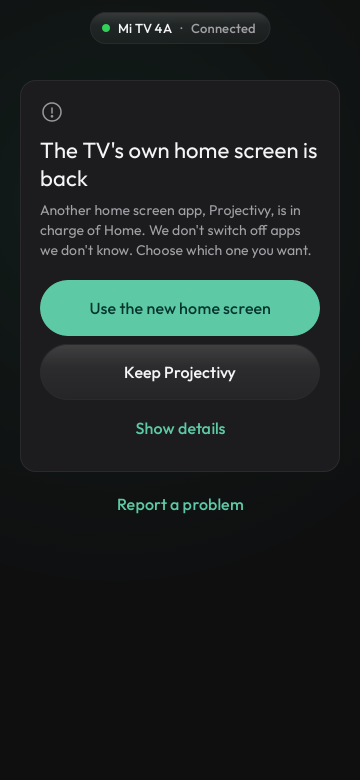 Mi TV 4A · Connected
The TV's own home screen is
back
Another home screen app, Projectivy, is in
charge of Home. We don't switch off apps
we don't know. Choose which one you want.
Use the new home screen
Keep Projectivy
Show details
Report a problem